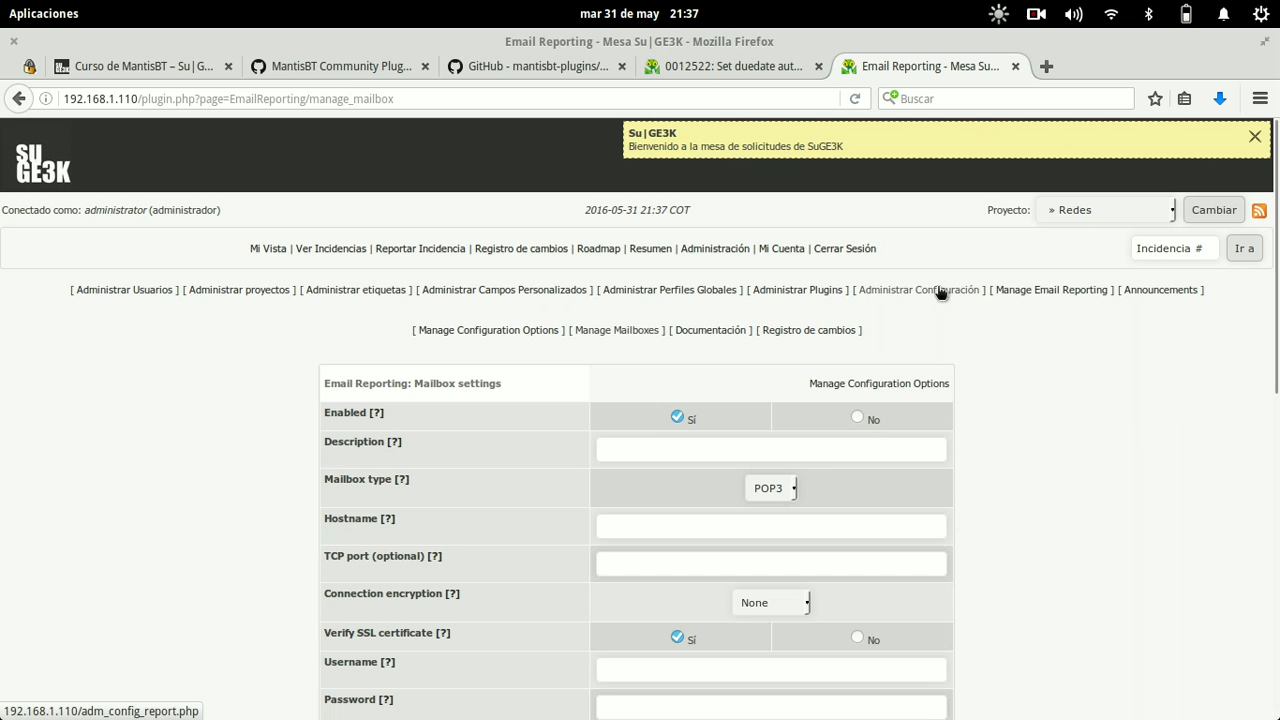 Aplicaciones
mar 31 de may 21:37
Email Reporting - Mesa Su|GE3K - Mozilla Firefox
Curso de MantisBT – Su|G...
MantisBT Community Plug...
GitHub - mantisbt-plugins/...
0012522: Set duedate aut...
Email Reporting - Mesa Su...
192.168.1.110/plugin.php?page=EmailReporting/manage_mailbox
Buscar
SU
GE3K
Su|GE3K
Bienvenido a la mesa de solicitudes de SuGE3K
Conectado como: administrator (administrador)
2016-05-31 21:37 COT
Proyecto: » Redes Cambiar
Mi Vista | Ver Incidencias | Reportar Incidencia | Registro de cambios | Roadmap | Resumen | Administración | Mi Cuenta | Cerrar Sesión
Incidencia # Ir a
[ Administrar Usuarios ] [ Administrar proyectos ] [ Administrar etiquetas ] [ Administrar Campos Personalizados ] [ Administrar Perfiles Globales ] [ Administrar Plugins ] [ Administrar Configuración ] [ Manage Email Reporting ] [ Announcements ]
[ Manage Configuration Options ] [ Manage Mailboxes ] [ Documentación ] [ Registro de cambios ]
Email Reporting: Mailbox settings
Manage Configuration Options
Enabled [?] Sí No
Description [?]
Mailbox type [?] POP3
Hostname [?]
TCP port (optional) [?]
Connection encryption [?] None
Verify SSL certificate [?] Sí No
Username [?]
Password [?]
192.168.1.110/adm_config_report.php